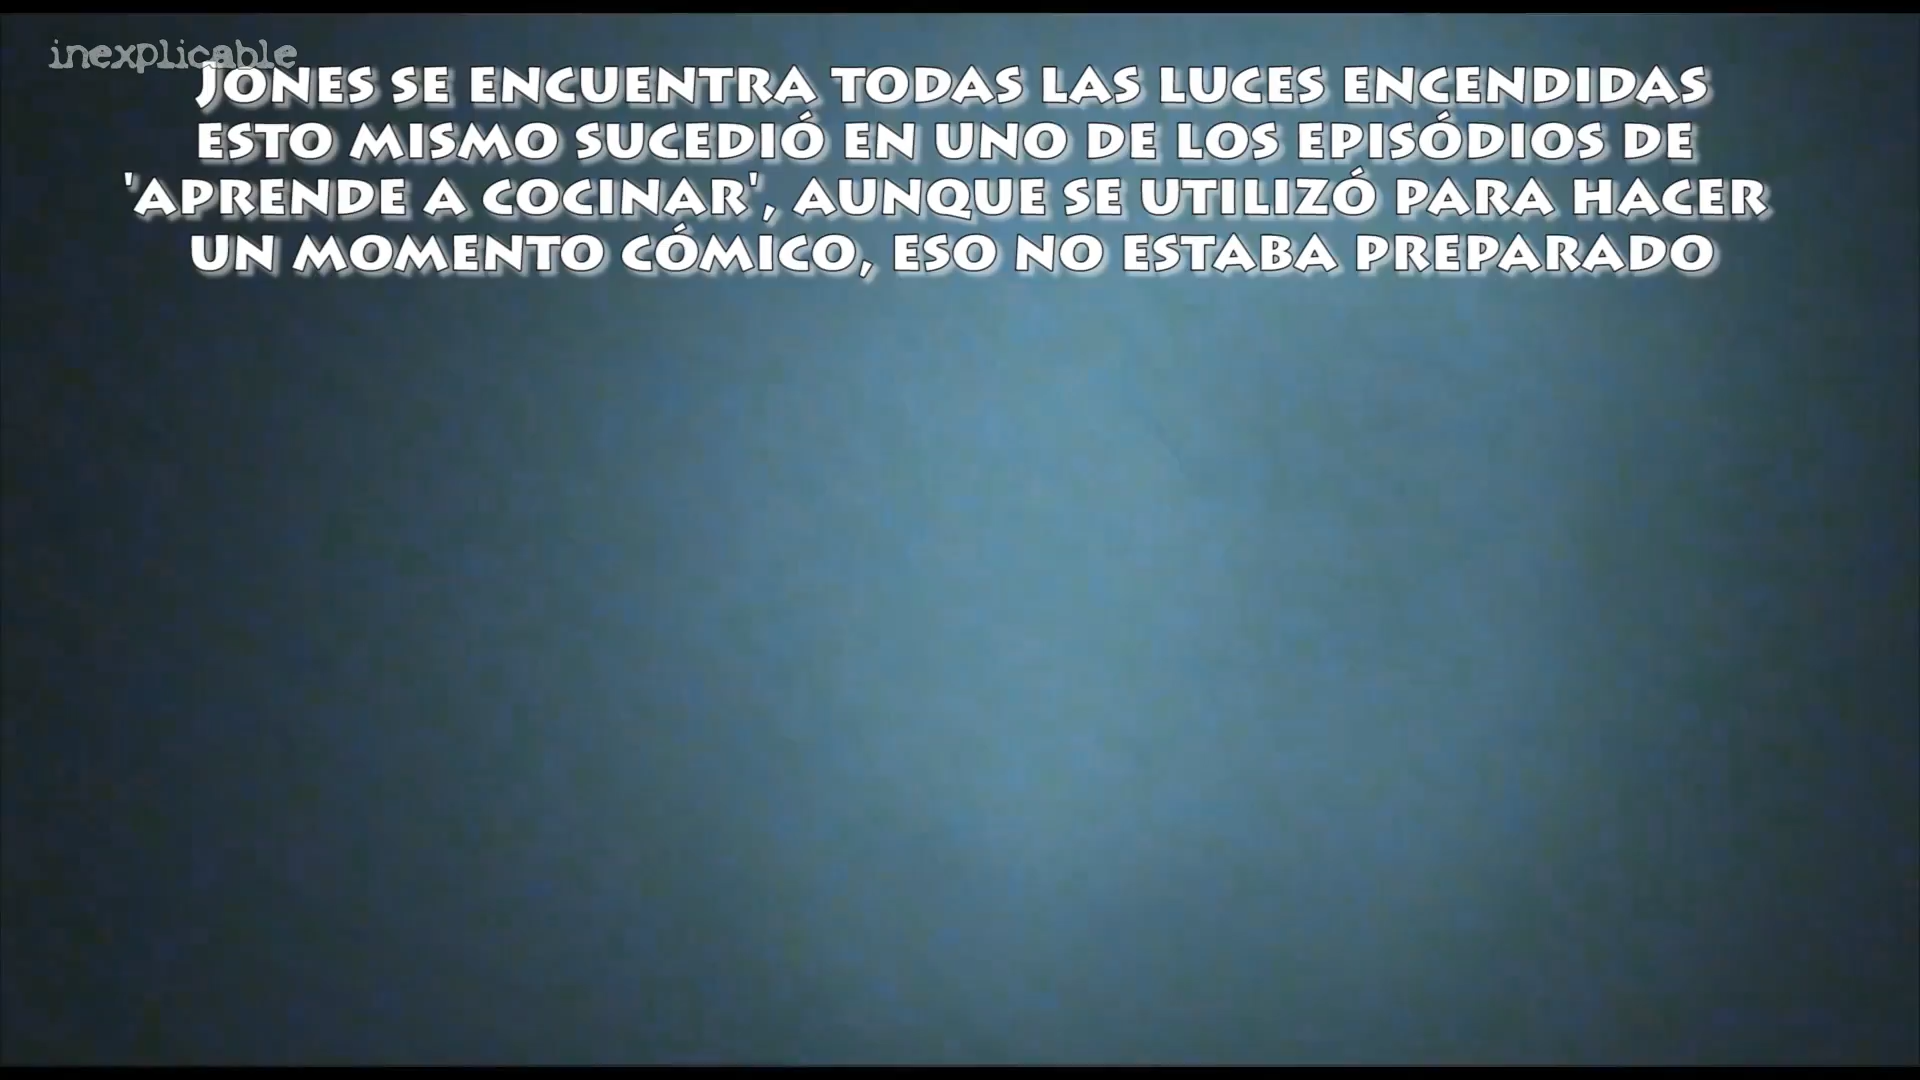 inexplicable
JONES SE ENCUENTRA TODAS LAS LUCES ENCENDIDAS
ESTO MISMO SUCEDIÓ EN UNO DE LOS EPISÓDIOS DE
'APRENDE A COCINAR', AUNQUE SE UTILIZÓ PARA HACER
UN MOMENTO CÓMICO, ESO NO ESTABA PREPARADO